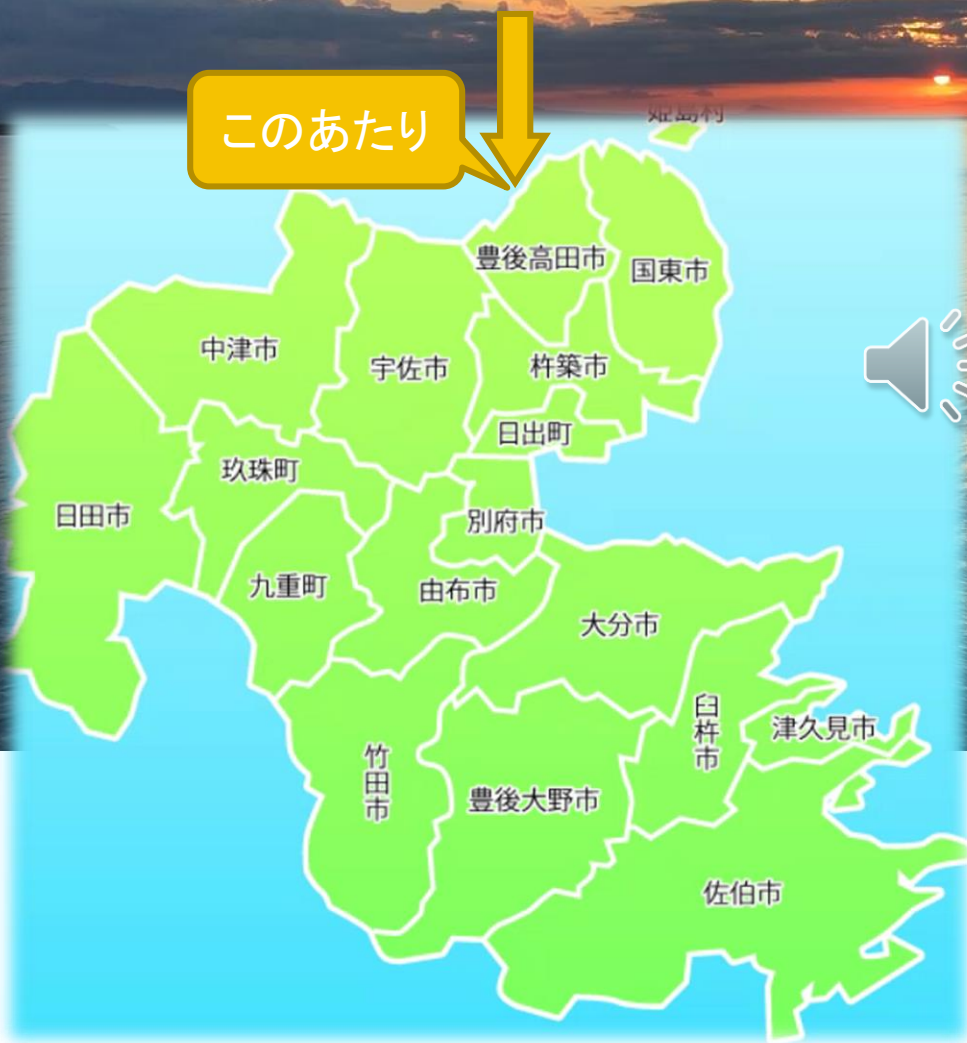 このあたり
姫島村
豊後高田市
国東市
中津市
宇佐市
杵築市
日出町
玖珠町
日田市
別府市
九重町
由布市
大分市
臼杵市
津久見市
竹田市
豊後大野市
佐伯市